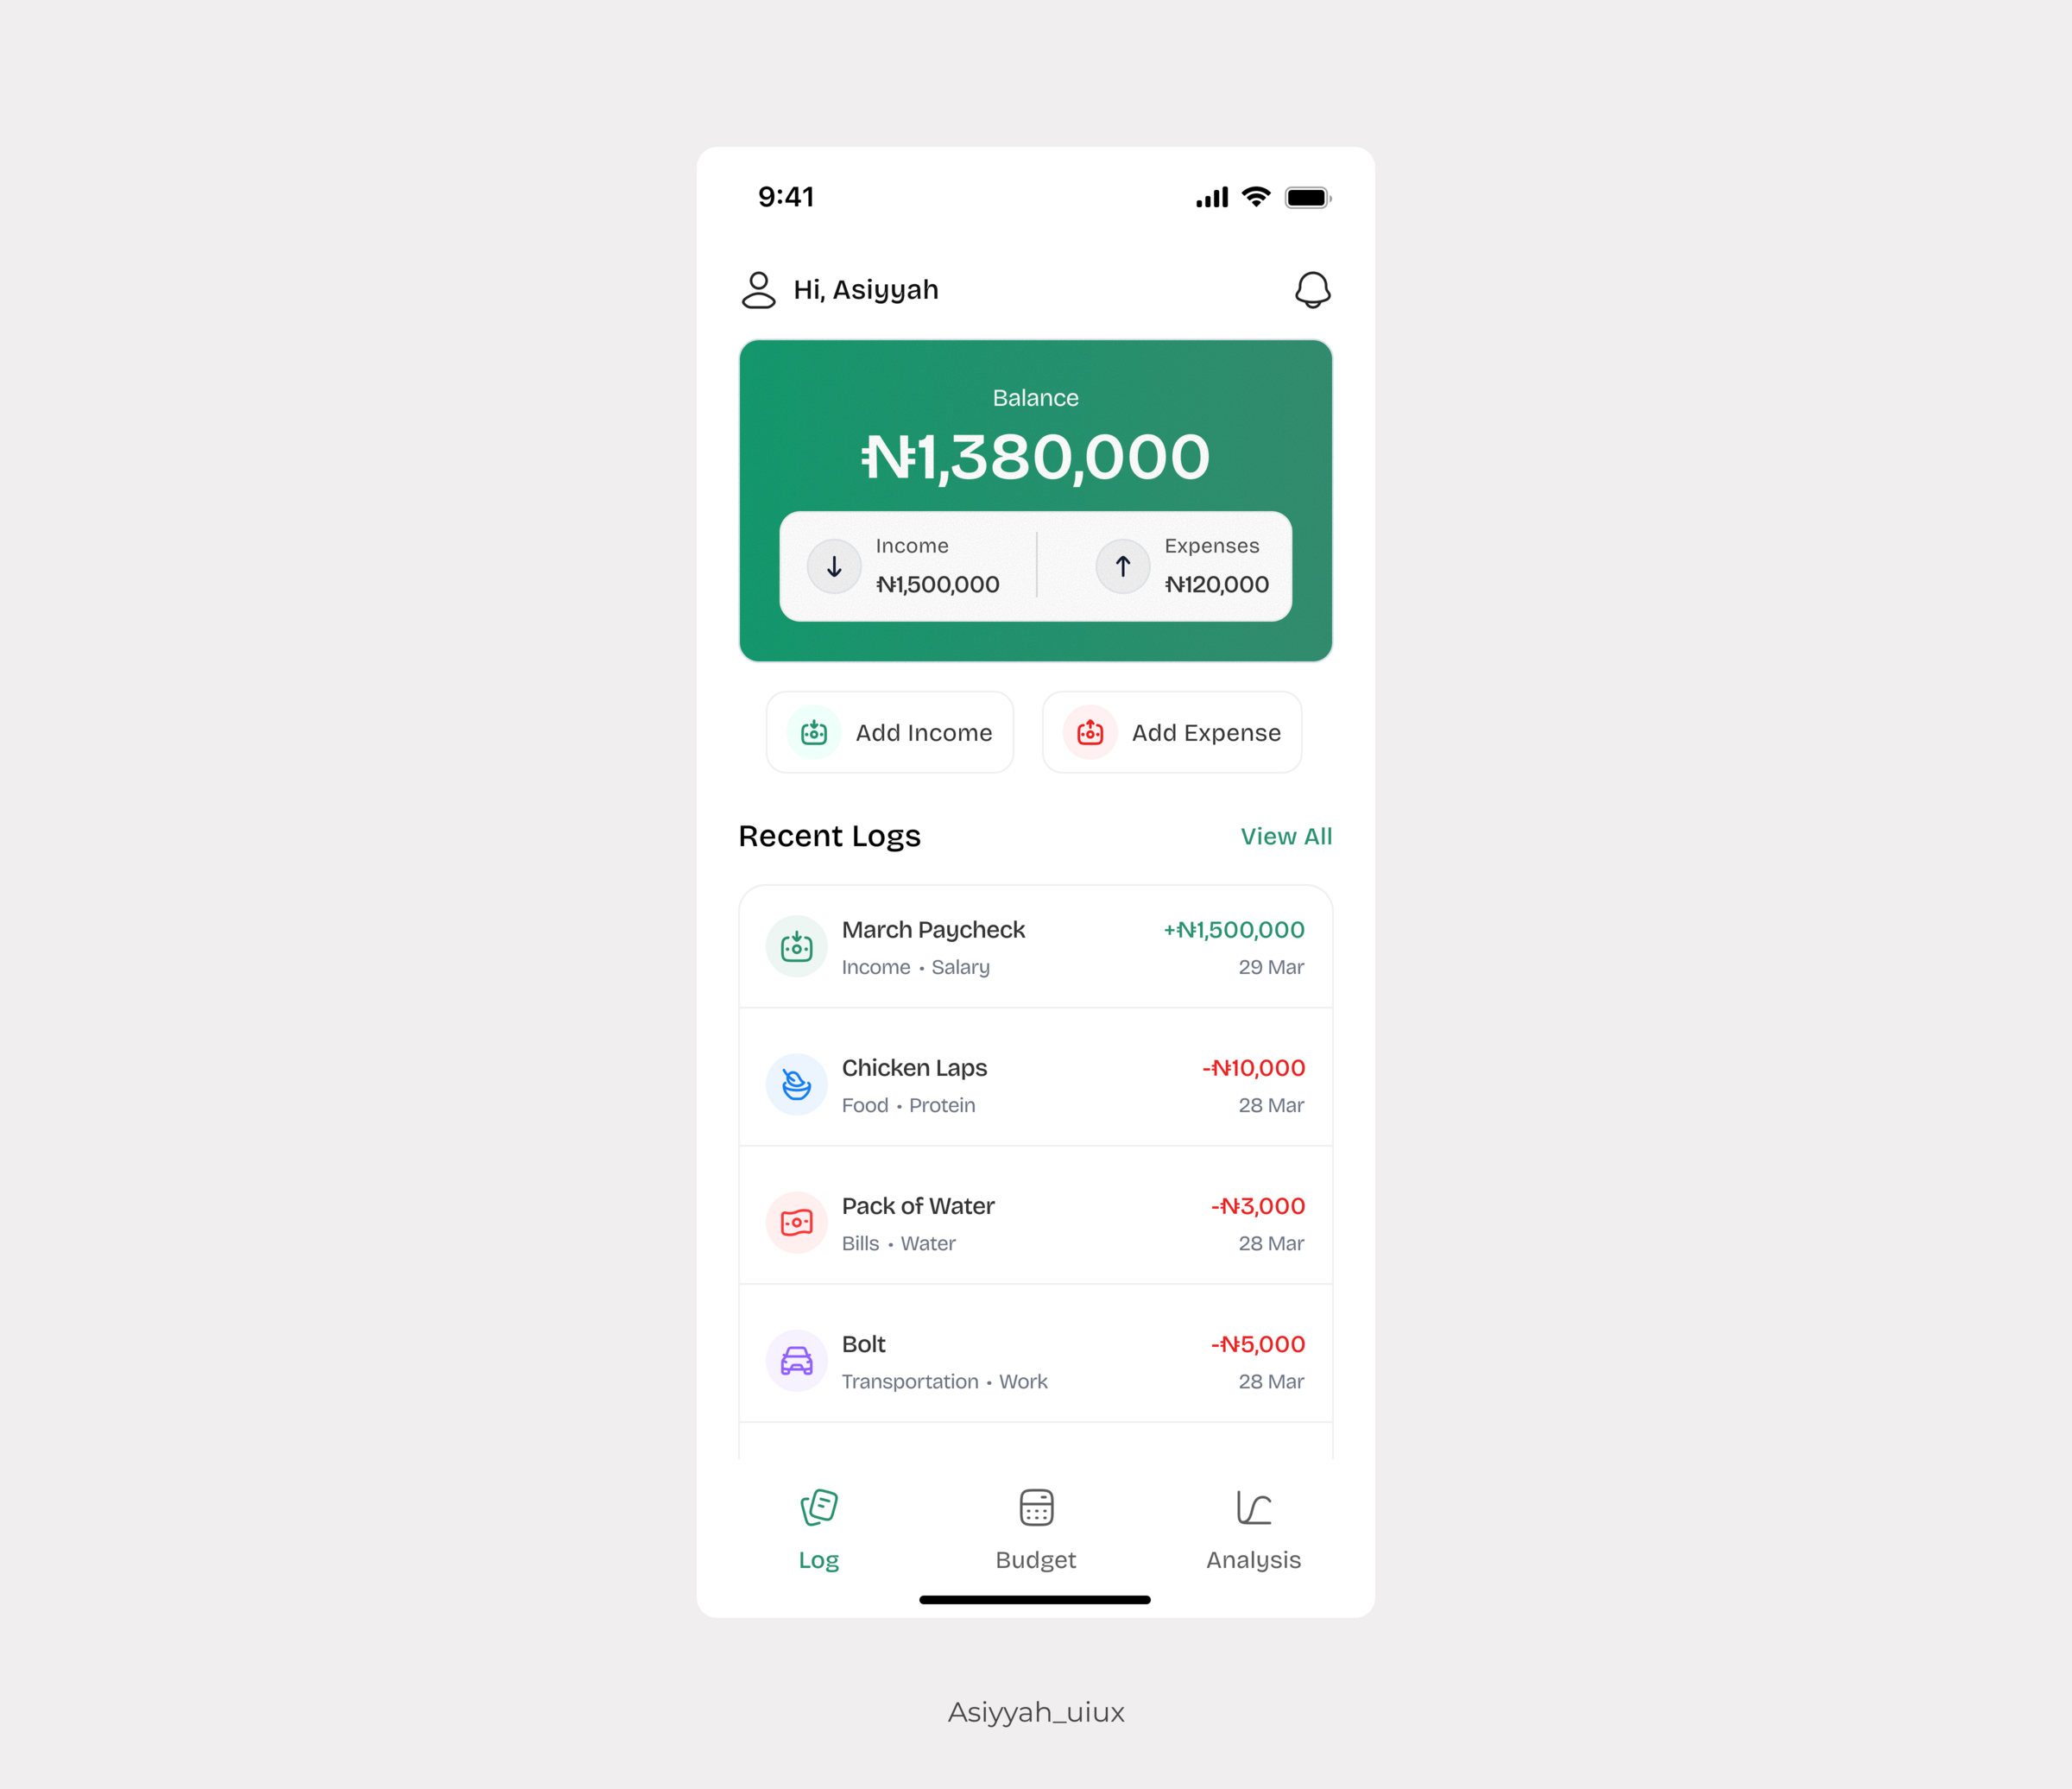 9:41
Hi, Asiyyah
Balance
₦1,380,000
Income
₦1,500,000
Expenses
₦120,000
Add Income
Add Expense
Recent Logs
View All
March Paycheck
+₦1,500,000
Income • Salary
29 Mar
Chicken Laps
-₦10,000
Food • Protein
28 Mar
Pack of Water
-₦3,000
Bills • Water
28 Mar
Bolt
-₦5,000
Transportation • Work
28 Mar
Log
Budget
Analysis
Asiyyah_uiux